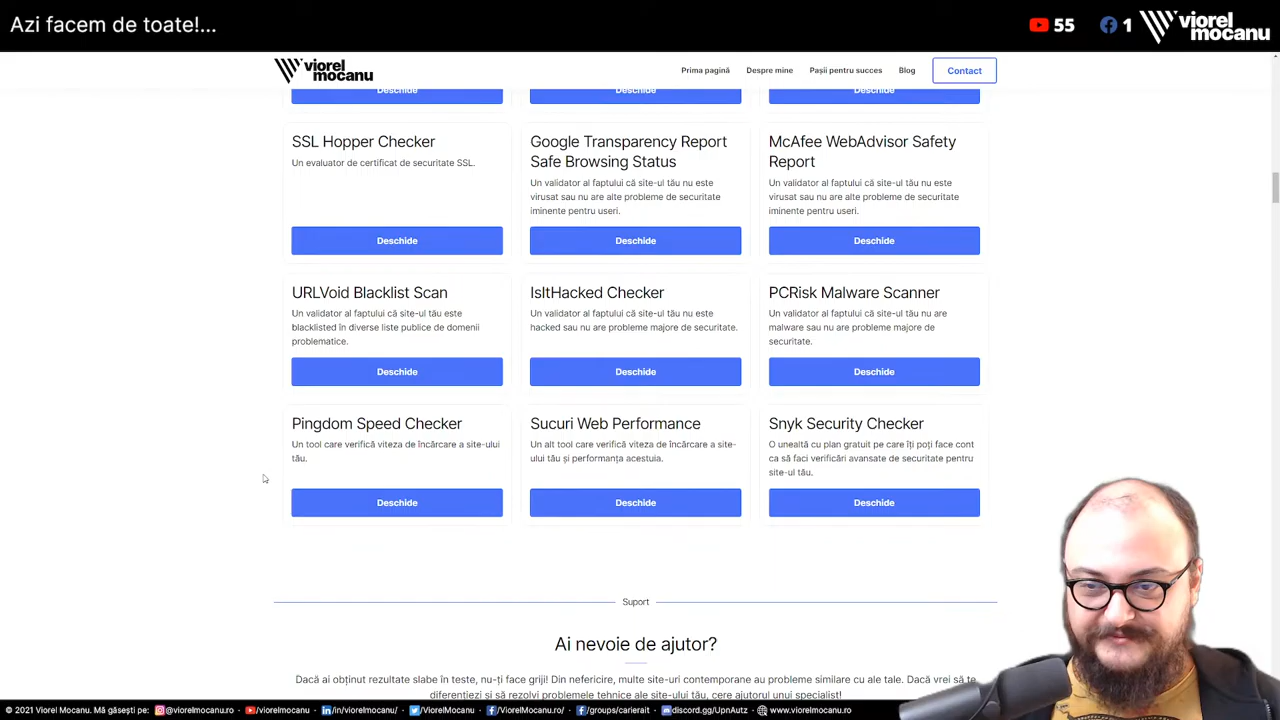 Azi facem de toate!...
55
1
viorel
mocanu
viorel
mocanu
Prima pagină
Despre mine
Pașii pentru succes
Blog
Contact
Deschide
Deschide
Deschide
SSL Hopper Checker
Un evaluator de certificat de securitate SSL.
Deschide
Google Transparency Report
Safe Browsing Status
Un validator al faptului că site-ul tău nu este
virusat sau nu are alte probleme de securitate
iminente pentru useri.
Deschide
McAfee WebAdvisor Safety
Report
Un validator al faptului că site-ul tău nu este
virusat sau nu are alte probleme de securitate
iminente pentru useri.
Deschide
URLVoid Blacklist Scan
Un validator al faptului că site-ul tău este
blacklisted în diverse liste publice de domenii
problematice.
Deschide
IsItHacked Checker
Un validator al faptului că site-ul tău nu este
hacked sau nu are probleme majore de securitate.
Deschide
PCRisk Malware Scanner
Un validator al faptului că site-ul tău nu are
malware sau nu are probleme majore de
securitate.
Deschide
Pingdom Speed Checker
Un tool care verifică viteza de încărcare a site-ului
tău.
Deschide
Sucuri Web Performance
Un alt tool care verifică viteza de încărcare a site-
ului tău și performanța acestuia.
Deschide
Snyk Security Checker
O unealtă cu plan gratuit pe care îți poți face cont
ca să faci verificări avansate de securitate pentru
site-ul tău.
Deschide
Suport
Ai nevoie de ajutor?
Dacă ai obținut rezultate slabe în teste, nu-ți face griji! Din nefericire, multe site-uri contemporane au probleme similare cu ale tale. Dacă vrei să te
diferențiezi și să rezolvi problemele tehnice ale site-ului tău, cere ajutorul unui specialist!
© 2021 Viorel Mocanu. Mă găsești pe: @viorelmocanu.ro /viorelmocanu /in/viorelmocanu/ /ViorelMocanu /ViorelMocanu.ro/ /groups/carierait discord.gg/UpnAutz www.viorelmocanu.ro